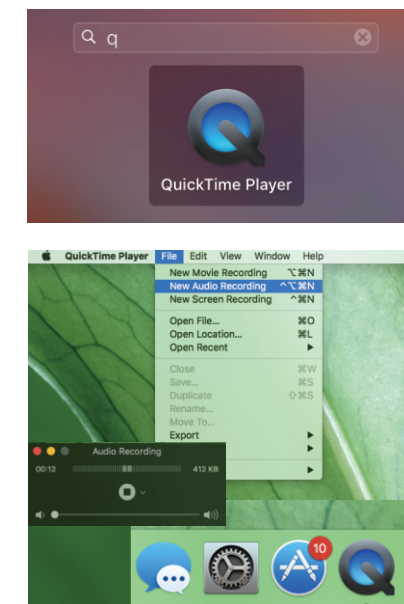 q
QuickTime Player
QuickTime Player File Edit View Window Help
New Movie Recording ⌥⌘N
New Audio Recording ^⌥⌘N
New Screen Recording ^⌘N
Open File... ⌘O
Open Location... ⌘L
Open Recent
Close ⌘W
Save... ⌘S
Duplicate ⇧⌘S
Rename...
Move To...
Export
Audio Recording
00:12 412 KB
10